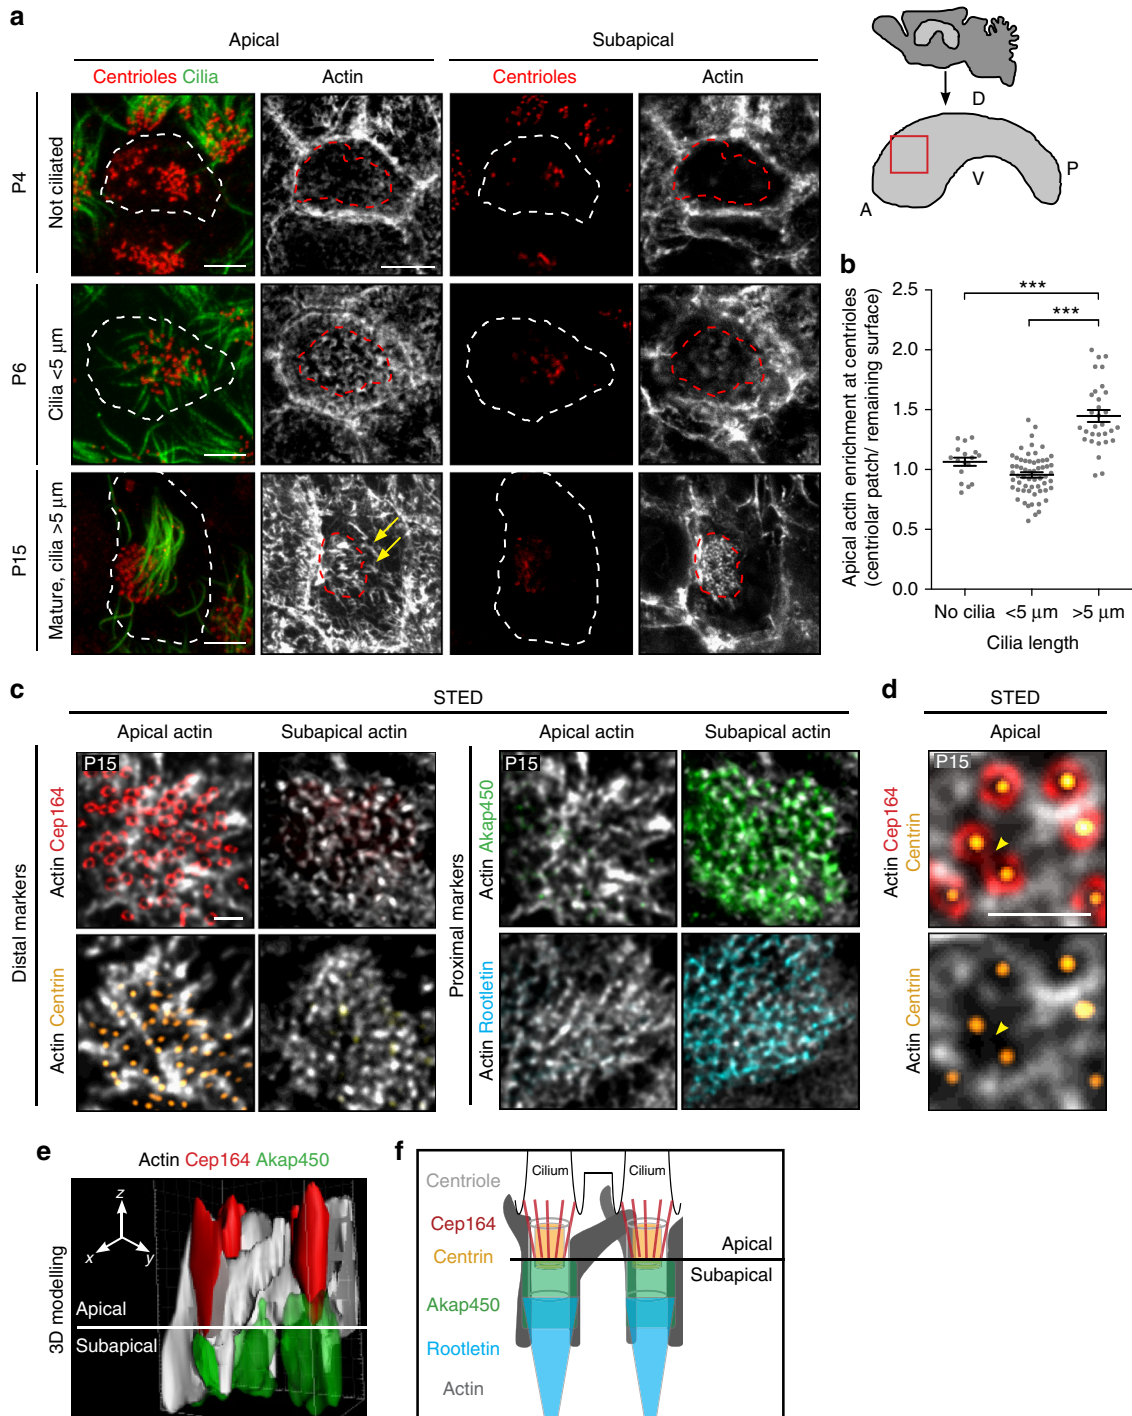 a
Apical
Subapical
Centrioles Cilia
Actin
Centrioles
Actin
P4
Not ciliated
P6
Cilia <5 μm
P15
Mature, cilia >5 μm
D
A
V
P
b
Apical actin enrichment at centrioles
(centriolar patch/ remaining surface)
2.5
2.0
1.5
1.0
0.5
0.0
***
***
No cilia <5 μm >5 μm
Cilia length
c
STED
Apical actin
Subapical actin
Apical actin
Subapical actin
Distal markers
Actin Cep164
P15
Actin Centrin
Proximal markers
Actin Akap450
P15
Actin Rootletin
d
STED
Apical
Actin Cep164
Centrin
P15
Actin Centrin
e
Actin Cep164 Akap450
3D modelling
z
x
y
Apical
Subapical
f
Cilium
Cilium
Centriole
Cep164
Centrin
Akap450
Rootletin
Actin
Apical
Subapical